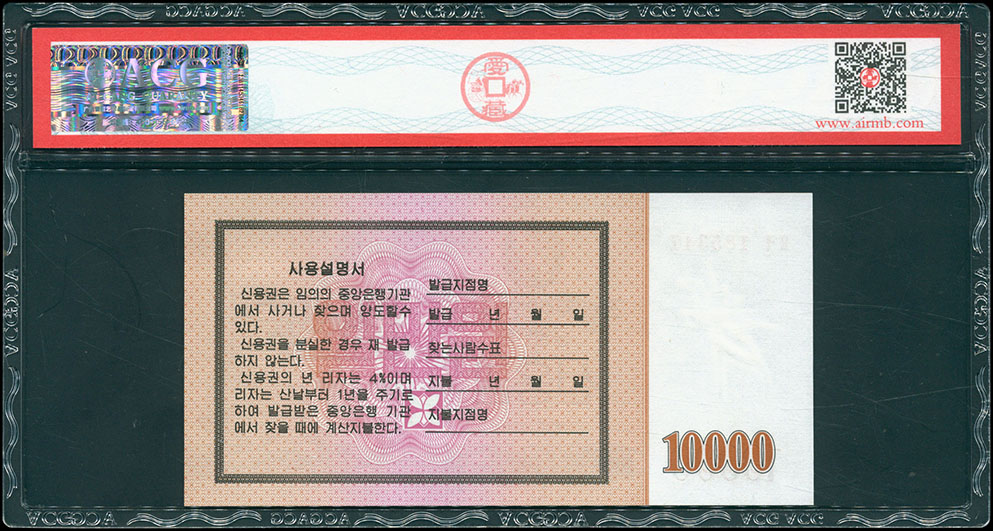 ACG
愛藏
www.airmb.com
사용설명서
신용권은 임의의 중앙은행기관
에서 사거나 찾으며 양도할수
있다.
신용권을 분실한 경우 재 발급
하지 않는다.
신용권의 년 리자는 4%이며
리자는 산날부터 1년을 주기로
하여 발급받은 중앙은행 기관
에서 찾을 때에 계산지불한다.
발급지점명
발급 년 월 일
찾는사람수표
지불 년 월 일
지불지점명
10000